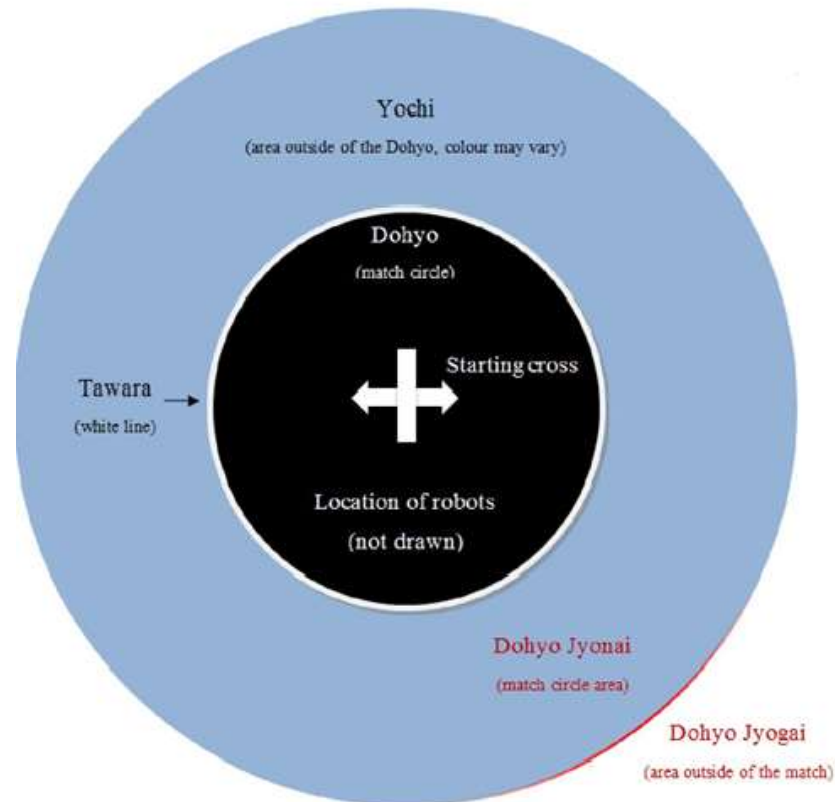 Yochi
(area outside of the Dohyo, colour may vary)
Dohyo
(match circle)
Starting cross
Tawara
(white line)
Location of robots
(not drawn)
Dohyo Jyonai
(match circle area)
Dohyo Jyogai
(area outside of the match)